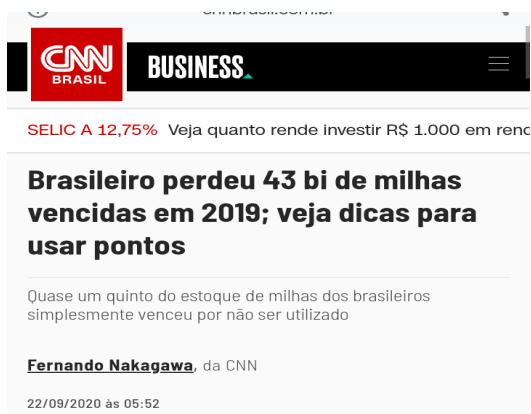 CNN
BRASIL
BUSINESS
SELIC A 12,75% Veja quanto rende investir R$ 1.000 em
Brasileiro perdeu 43 bi de milhas
vencidas em 2019; veja dicas para
usar pontos
Quase um quinto do estoque de milhas dos brasileiros
simplesmente venceu por não ser utilizado
Fernando Nakagawa, da CNN
22/09/2020 às 05:52